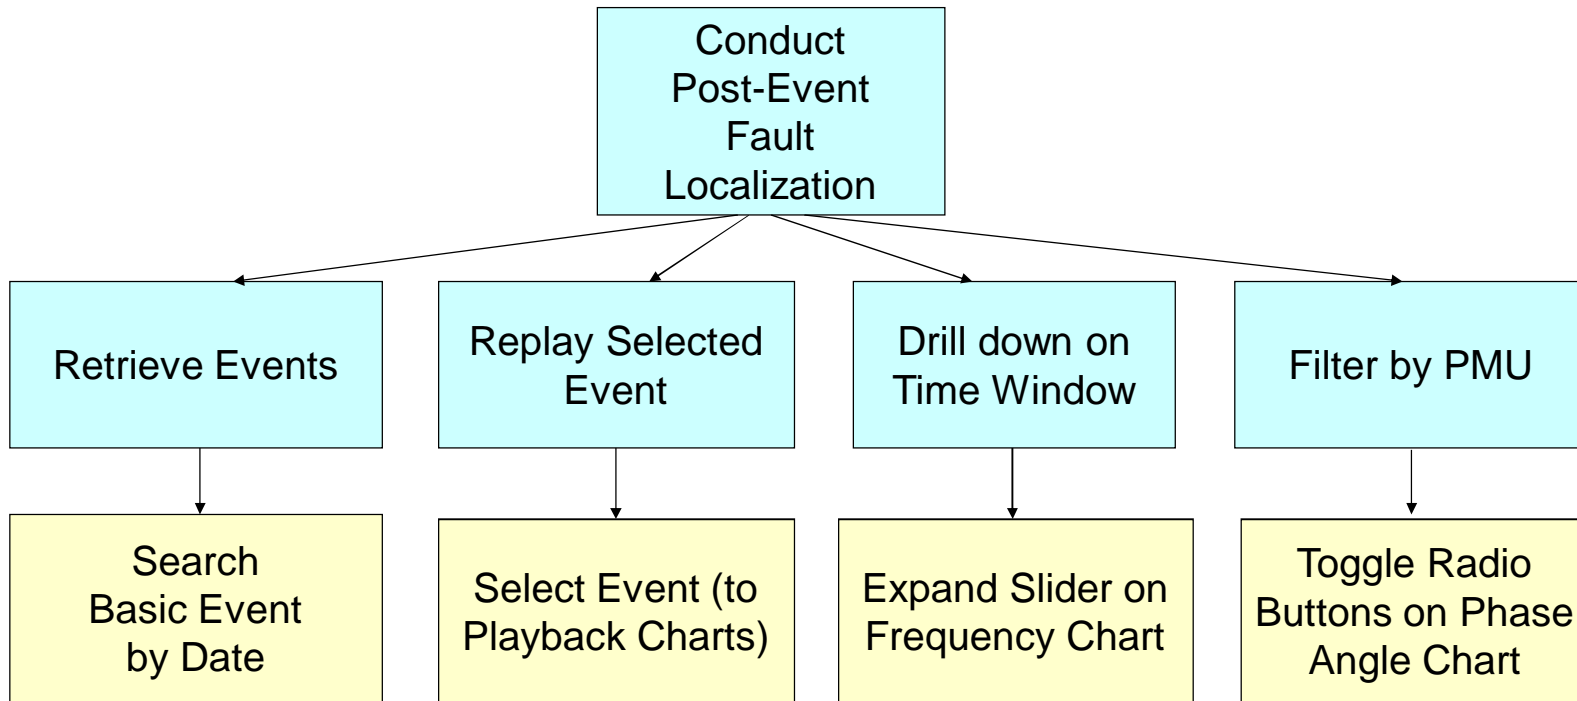 Conduct
Post-Event
Fault
Localization
Retrieve Events
Replay Selected
Event
Drill down on
Time Window
Filter by PMU
Search
Basic Event
by Date
Select Event (to
Playback Charts)
Expand Slider on
Frequency Chart
Toggle Radio
Buttons on Phase
Angle Chart